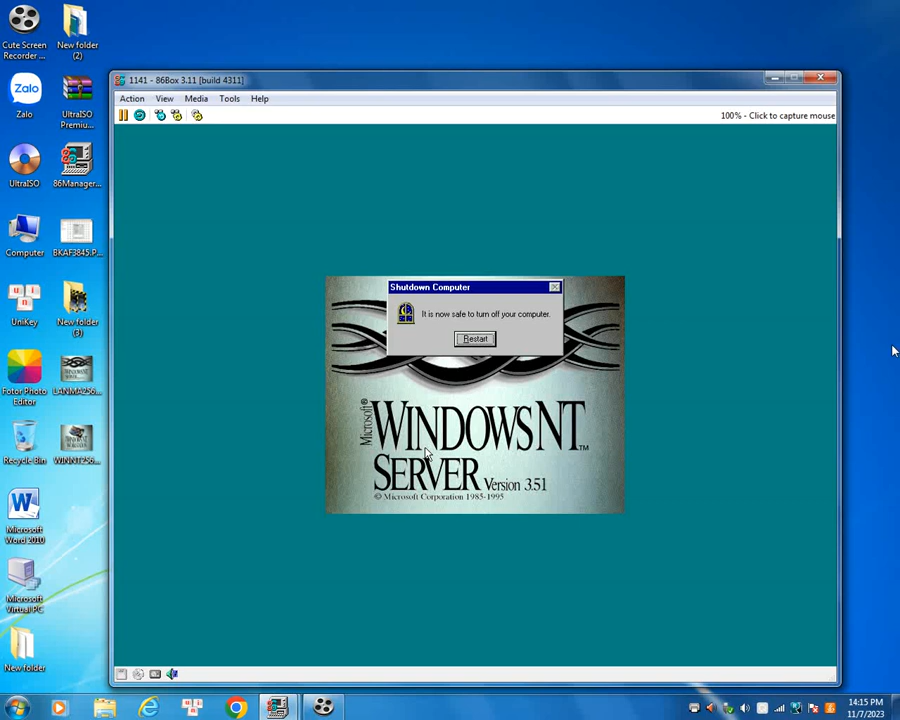 Cute Screen
Recorder ...
New folder
(2)
Zalo
Zalo
UltraISO
Premiu...
UltraISO
86Manager...
Computer
BKAF3845.P...
UniKey
New folder
(3)
Fotor Photo
Editor
LANMA256...
Recycle Bin
WINNT256...
Microsoft
Word 2010
Microsoft
Virtual PC
New folder
1141 - 86Box 3.11 [build 4311]
Action View Media Tools Help
100% - Click to capture mouse
Shutdown Computer
It is now safe to turn off your computer.
Restart
Microsoft®
WINDOWS NT™
SERVER Version 3.51
© Microsoft Corporation 1985-1995
14:15 PM
11/7/2023